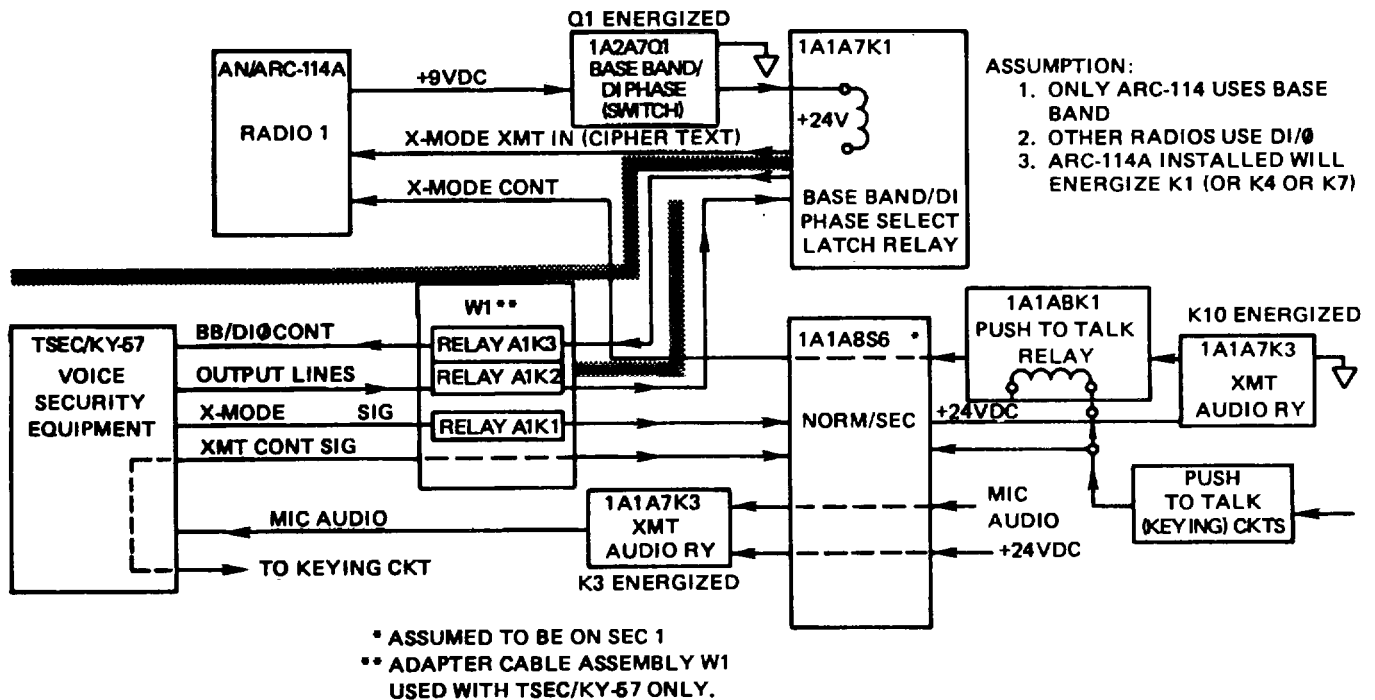 Q1 ENERGIZED
AN/ARC-114A
RADIO 1
+9VDC
1A2A7Q1
BASE BAND/
DI PHASE
(SWITCH)
1A1A7K1
+24V
BASE BAND/DI
PHASE SELECT
LATCH RELAY
ASSUMPTION:
1. ONLY ARC-114 USES BASE
BAND
2. OTHER RADIOS USE DI/Ø
3. ARC-114A INSTALLED WILL
ENERGIZE K1 (OR K4 OR K7)
X-MODE XMT IN (CIPHER TEXT)
X-MODE CONT
TSEC/KY-57
VOICE
SECURITY
EQUIPMENT
BB/DIØCONT
OUTPUT LINES
X-MODE SIG
XMT CONT SIG
MIC AUDIO
TO KEYING CKT
W1**
RELAY A1K3
RELAY A1K2
RELAY A1K1
1A1A7K3
XMT
AUDIO RY
K3 ENERGIZED
1A1A8S6 *
NORM/SEC
MIC
AUDIO
+24VDC
1A1A8K1
PUSH TO TALK
RELAY
+24VDC
K10 ENERGIZED
1A1A7K3
XMT
AUDIO RY
PUSH
TO TALK
(KEYING) CKTS
* ASSUMED TO BE ON SEC 1
** ADAPTER CABLE ASSEMBLY W1
USED WITH TSEC/KY-57 ONLY.